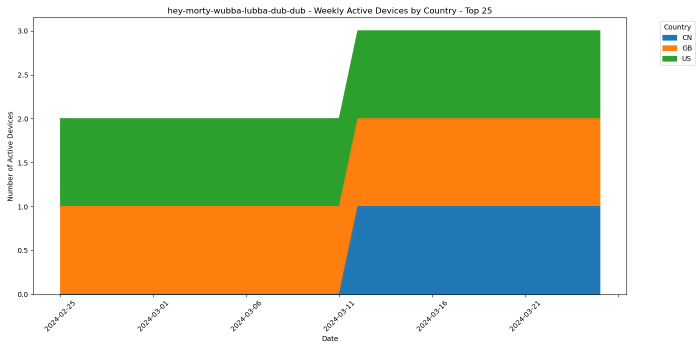 hey-morty-wubba-lubba-dub-dub - Weekly Active Devices by Country - Top 25
Country
CN
GB
US
Number of Active Devices
3.0
2.5
2.0
1.5
1.0
0.5
0.0
2024-02-25
2024-03-01
2024-03-06
2024-03-11
2024-03-16
2024-03-21
Date